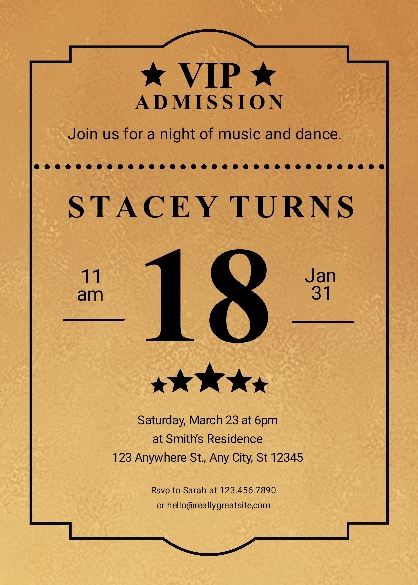 VIP
ADMISSION
Join us for a night of music and dance.
STACEY TURNS
11
am
18
Jan
31
Saturday, March 23 at 6pm
at Smith's Residence
123 Anywhere St., Any City, St 12345
Rsvp to Sarah at 123.456.7890
or hello@reallygreatsite.com